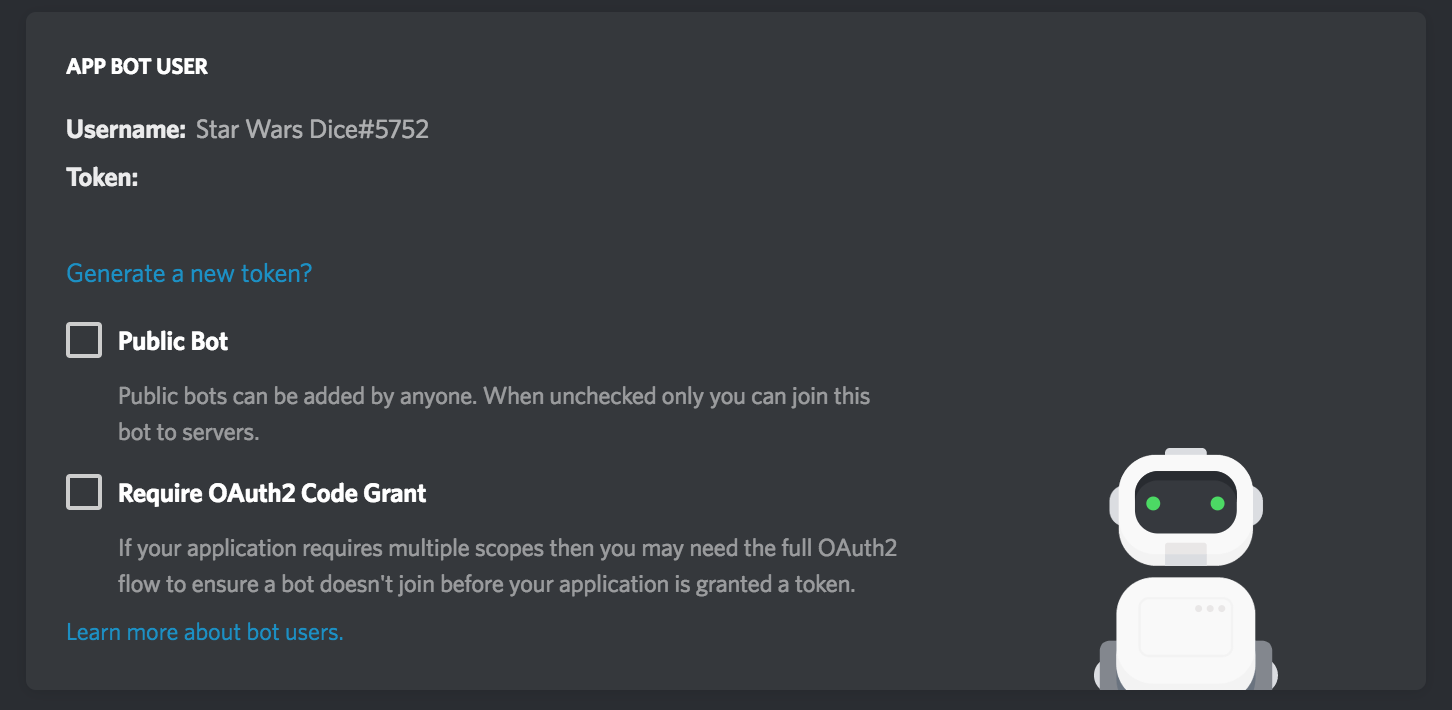 APP BOT USER
Username: Star Wars Dice#5752
Token:
Generate a new token?
Public Bot
Public bots can be added by anyone. When unchecked only you can join this
bot to servers.
Require OAuth2 Code Grant
If your application requires multiple scopes then you may need the full OAuth2
flow to ensure a bot doesn't join before your application is granted a token.
Learn more about bot users.